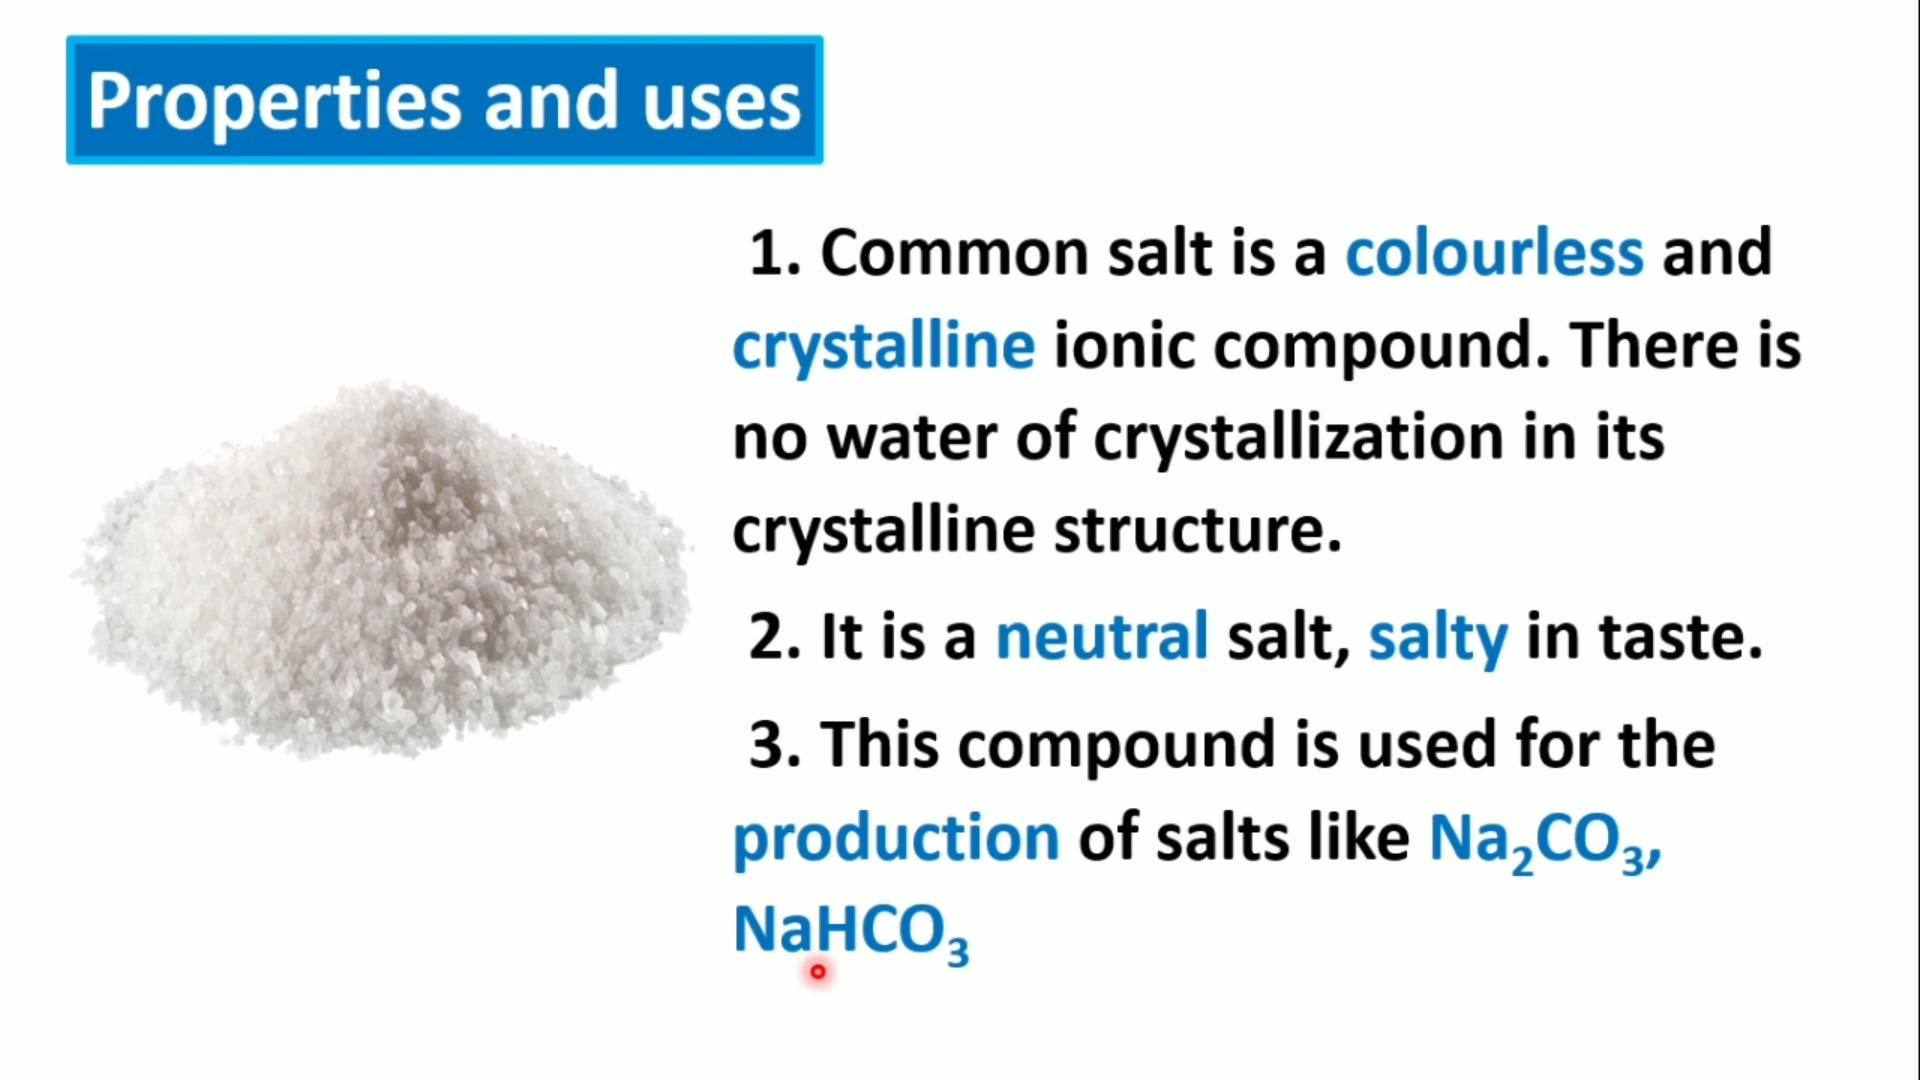 Properties and uses
1. Common salt is a colourless and
crystalline ionic compound. There is
no water of crystallization in its
crystalline structure.
2. It is a neutral salt, salty in taste.
3. This compound is used for the
production of salts like Na₂CO₃,
NaHCO₃